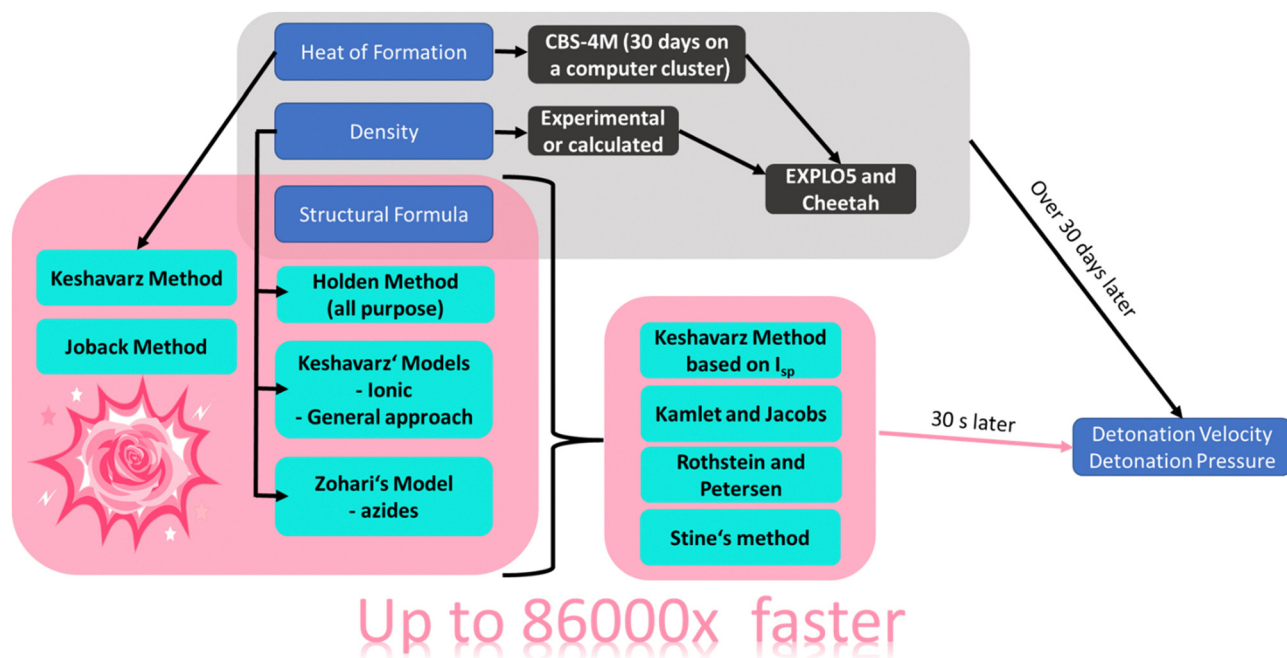 Heat of Formation
CBS-4M (30 days on
a computer cluster)
Density
Experimental
or calculated
EXPLO5 and
Cheetah
Structural Formula
Over 30 days later
Keshavarz Method
Joback Method
Holden Method
(all purpose)
Keshavarz‘ Models
- Ionic
- General approach
Zohari‘s Model
- azides
Keshavarz Method
based on Isp
Kamlet and Jacobs
Rothstein and
Petersen
Stine‘s method
30 s later
Detonation Velocity
Detonation Pressure
Up to 86000x faster